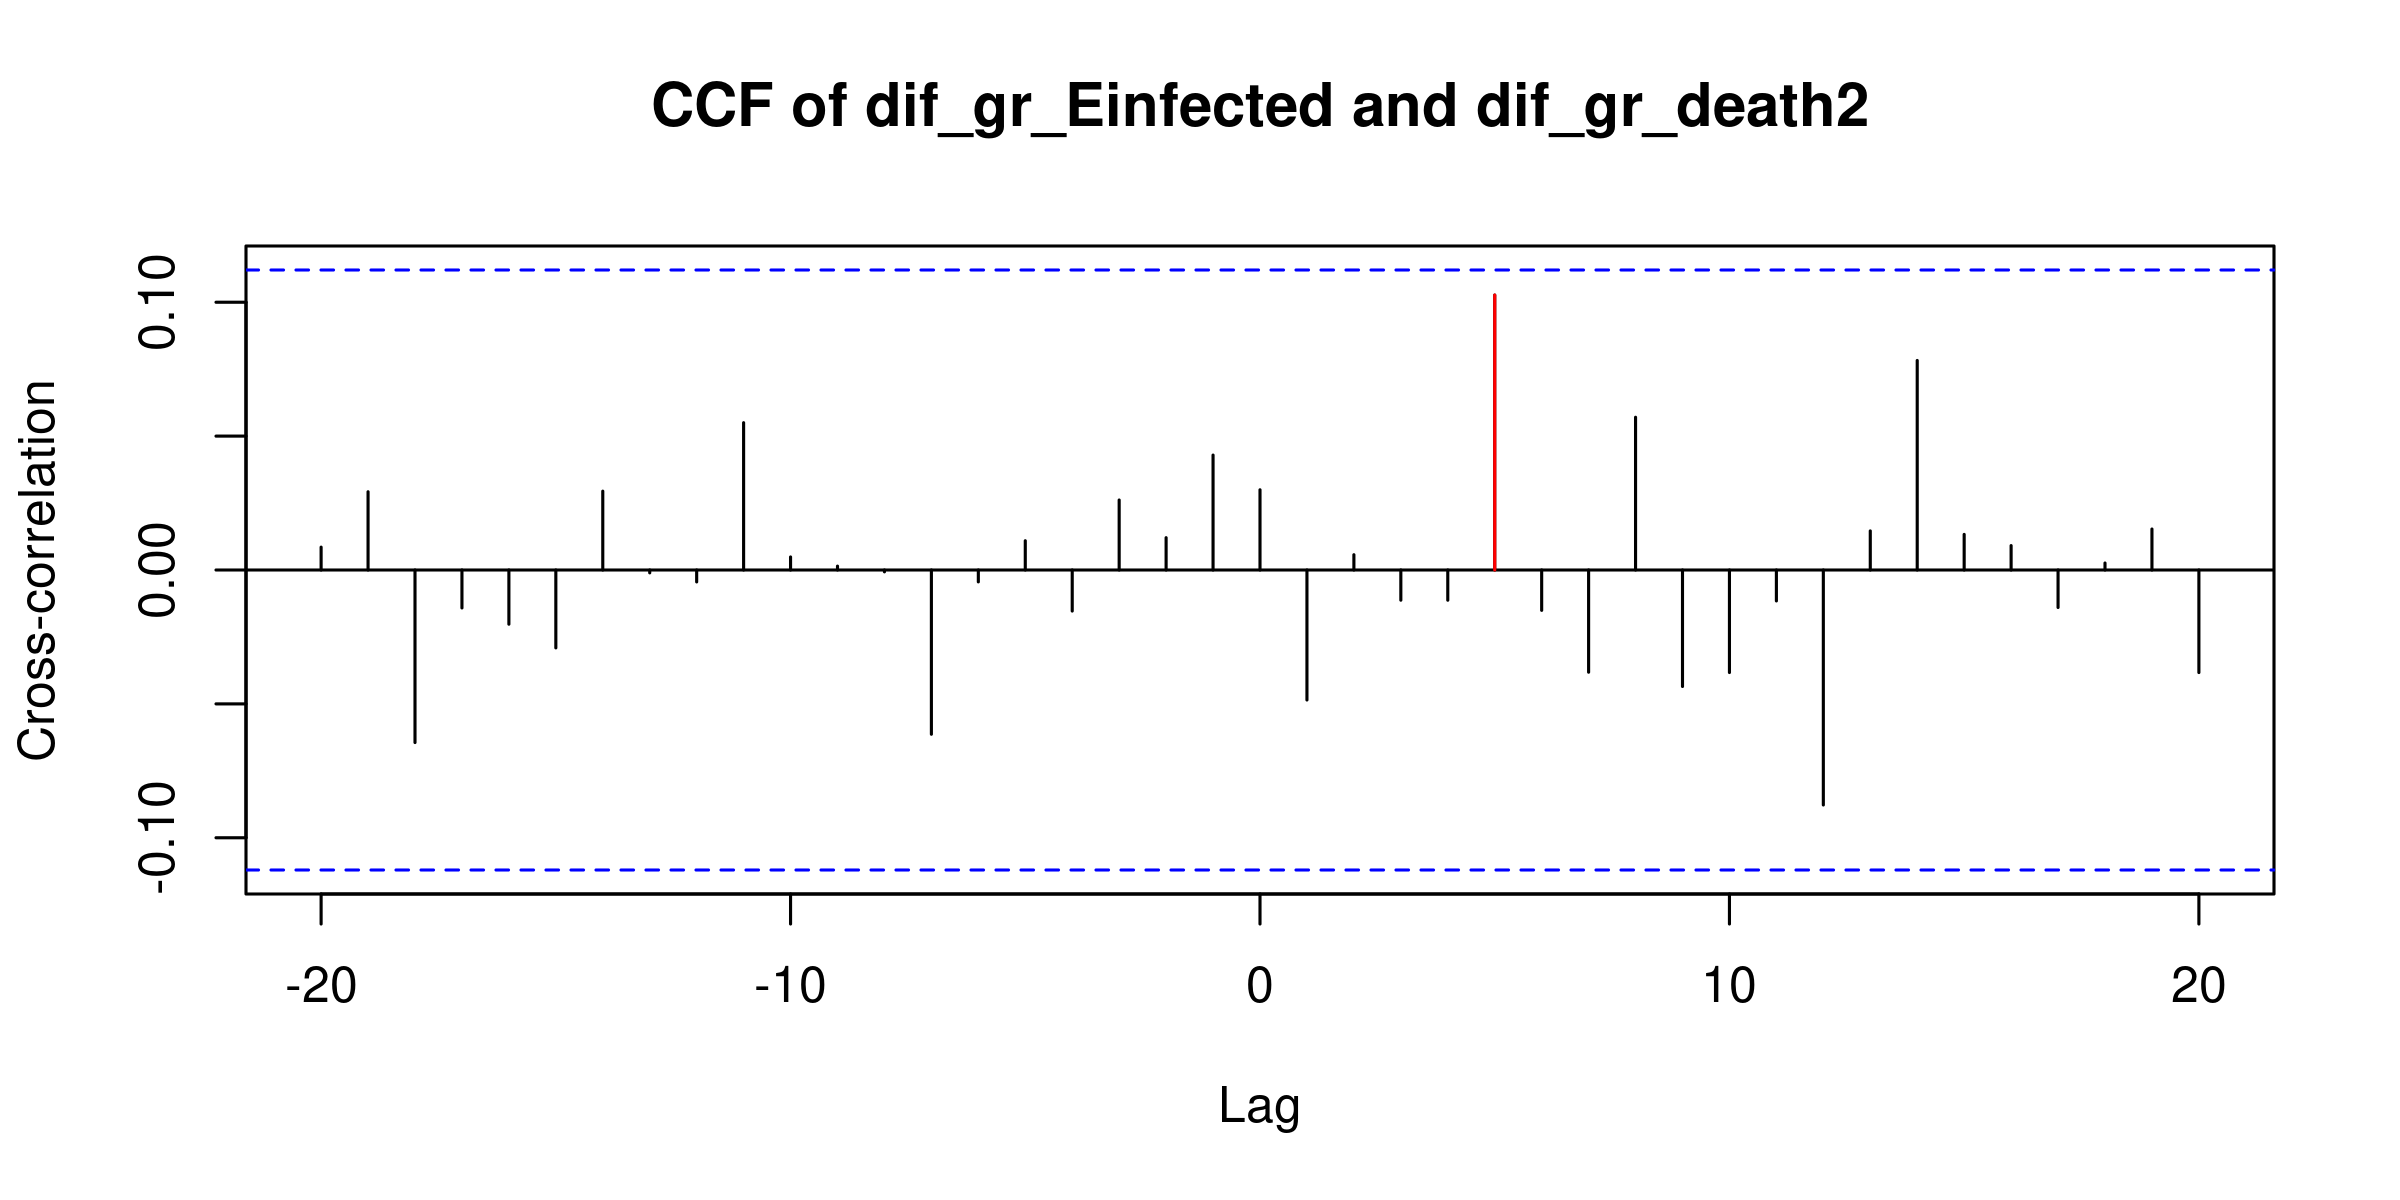 CCF of dif_gr_Einfected and dif_gr_death2
Cross-correlation
0.10
0.00
-0.10
-20 -10 0 10 20
Lag